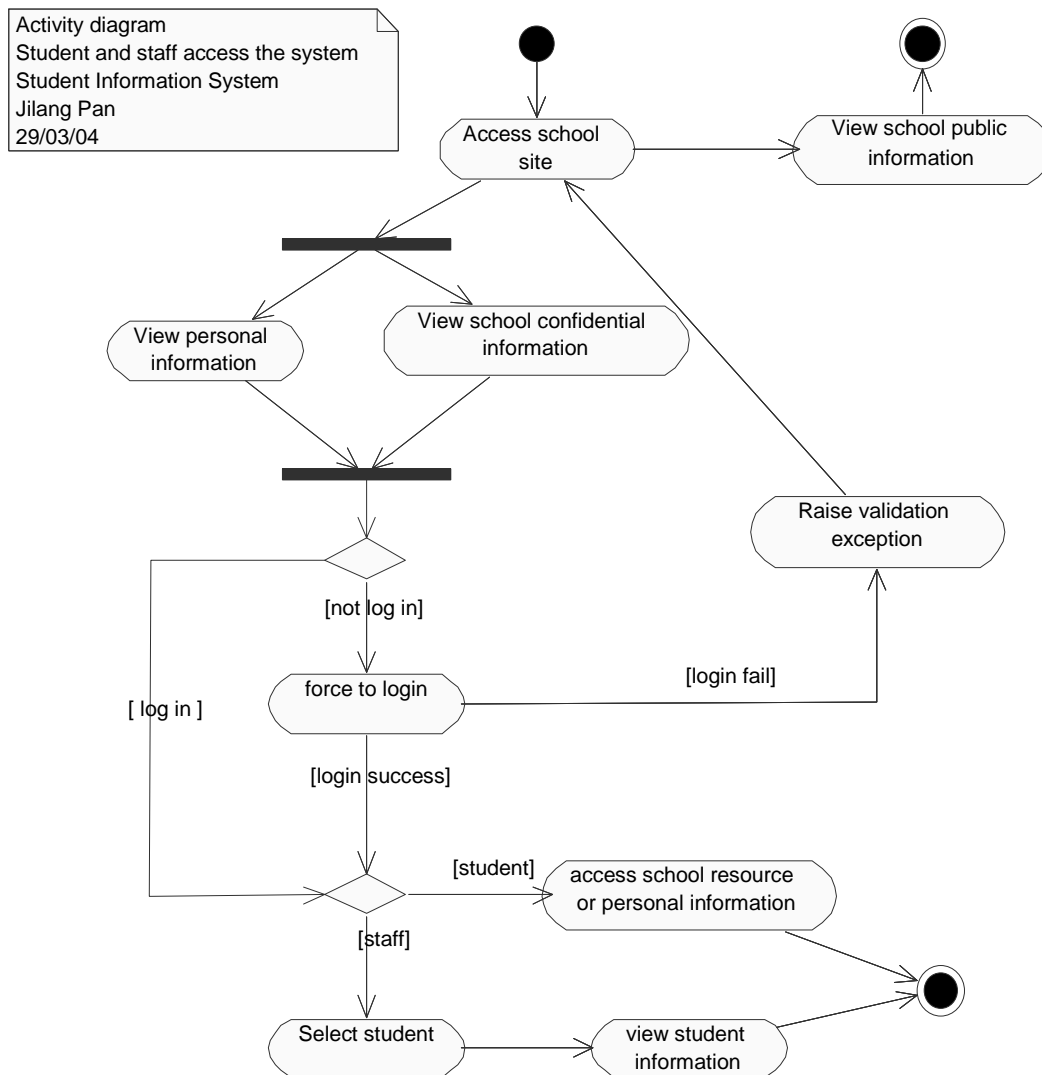 Activity diagram
Student and staff access the system
Student Information System
Jilang Pan
29/03/04
Access school
site
View school public
information
View personal
information
View school confidential
information
Raise validation
exception
[not log in]
force to login
[login fail]
[ log in ]
[login success]
[student]
access school resource
or personal information
[staff]
Select student
view student
information